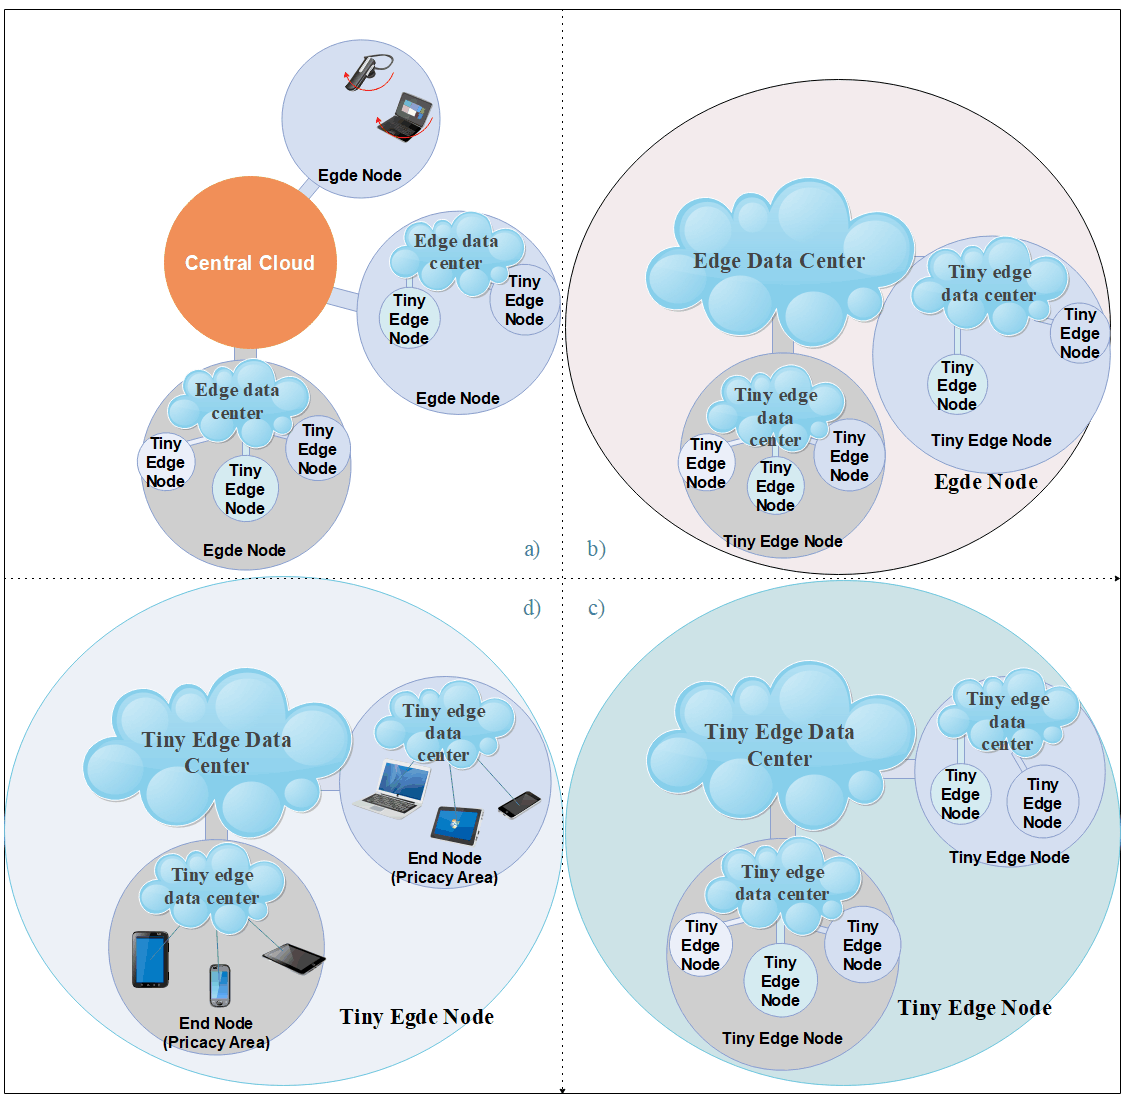 Egde Node
Central Cloud
Edge data
center
Tiny
Edge
Node
Tiny
Edge
Node
Egde Node
Edge data
center
Tiny
Edge
Node
Tiny
Edge
Node
Tiny
Edge
Node
Egde Node
a)
Edge Data Center
Tiny edge
data center
Tiny
Edge
Node
Tiny
Edge
Node
Tiny Edge Node
Egde Node
Tiny edge
data
center
Tiny
Edge
Node
Tiny
Edge
Node
Tiny
Edge
Node
Tiny Edge Node
b)
d)
Tiny Edge Data
Center
Tiny edge
data
center
End Node
(Pricacy Area)
Tiny edge
data center
End Node
(Pricacy Area)
Tiny Egde Node
c)
Tiny Edge Data
Center
Tiny edge
data
center
Tiny
Edge
Node
Tiny
Edge
Node
Tiny Edge Node
Tiny edge
data center
Tiny
Edge
Node
Tiny
Edge
Node
Tiny
Edge
Node
Tiny Edge Node
Tiny Edge Node